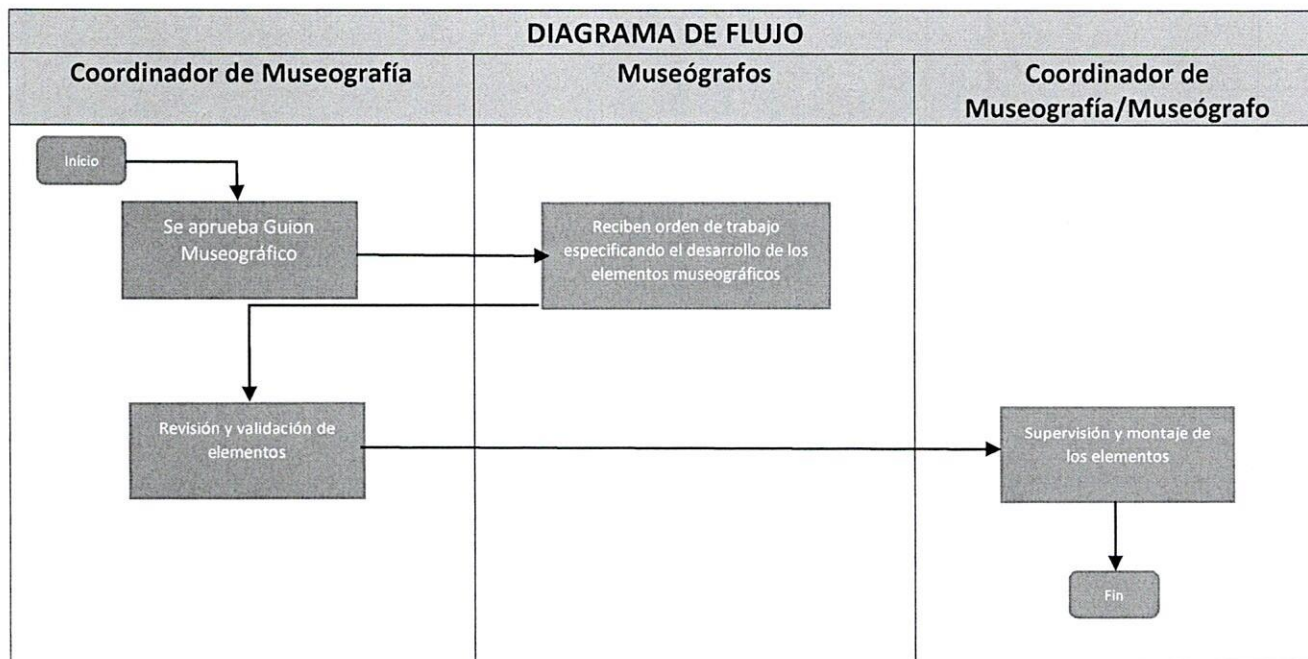 DIAGRAMA DE FLUJO
Coordinador de Museografía
Museógrafos
Coordinador de
Museografía/Museógrafo
Inicio
Se aprueba Guion
Museográfico
Reciben orden de trabajo
especificando el desarrollo de los
elementos museográficos
Revisión y validación de
elementos
Supervisión y montaje de
los elementos
Fin